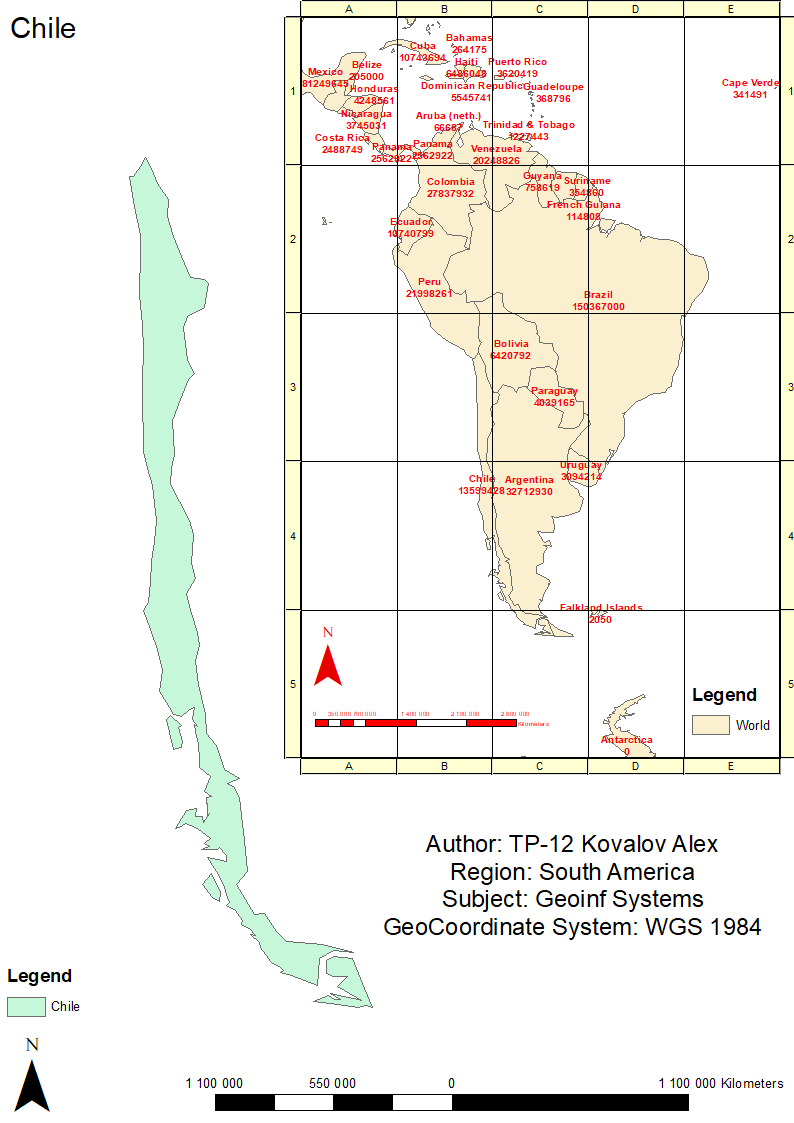 Chile
A B C D E
1 1
2 2
3 3
4 4
5 5
A B C D E
Bahamas
264175
Cuba
10743694
Haiti
6486048
Puerto Rico
3620419
Mexico
81249645
Belize
205000
Dominican Republic
5545741
Guadeloupe
368796
Cape Verde
341491
Honduras
4248561
Nicaragua
3745031
Aruba (neth.)
66687
Trinidad & Tobago
1227443
Costa Rica
2488749
Panama
2562922
Panama
2562922
Venezuela
20248826
Colombia
27837932
Guyana
758619
Suriname
354860
French Guiana
114808
Ecuador
10740799
Peru
21998261
Brazil
150367000
Bolivia
6420792
Paraguay
4039165
Uruguay
3094214
Chile
13599428
Argentina
32712930
Falkland Islands
2050
Antarctica
0
N
0 350 000 700 000 1 400 000 2 100 000 2 800 000
Kilometers
Legend
World
Author: TP-12 Kovalov Alex
Region: South America
Subject: Geoinf Systems
GeoCoordinate System: WGS 1984
Legend
Chile
N
1 100 000 550 000 0 1 100 000 Kilometers